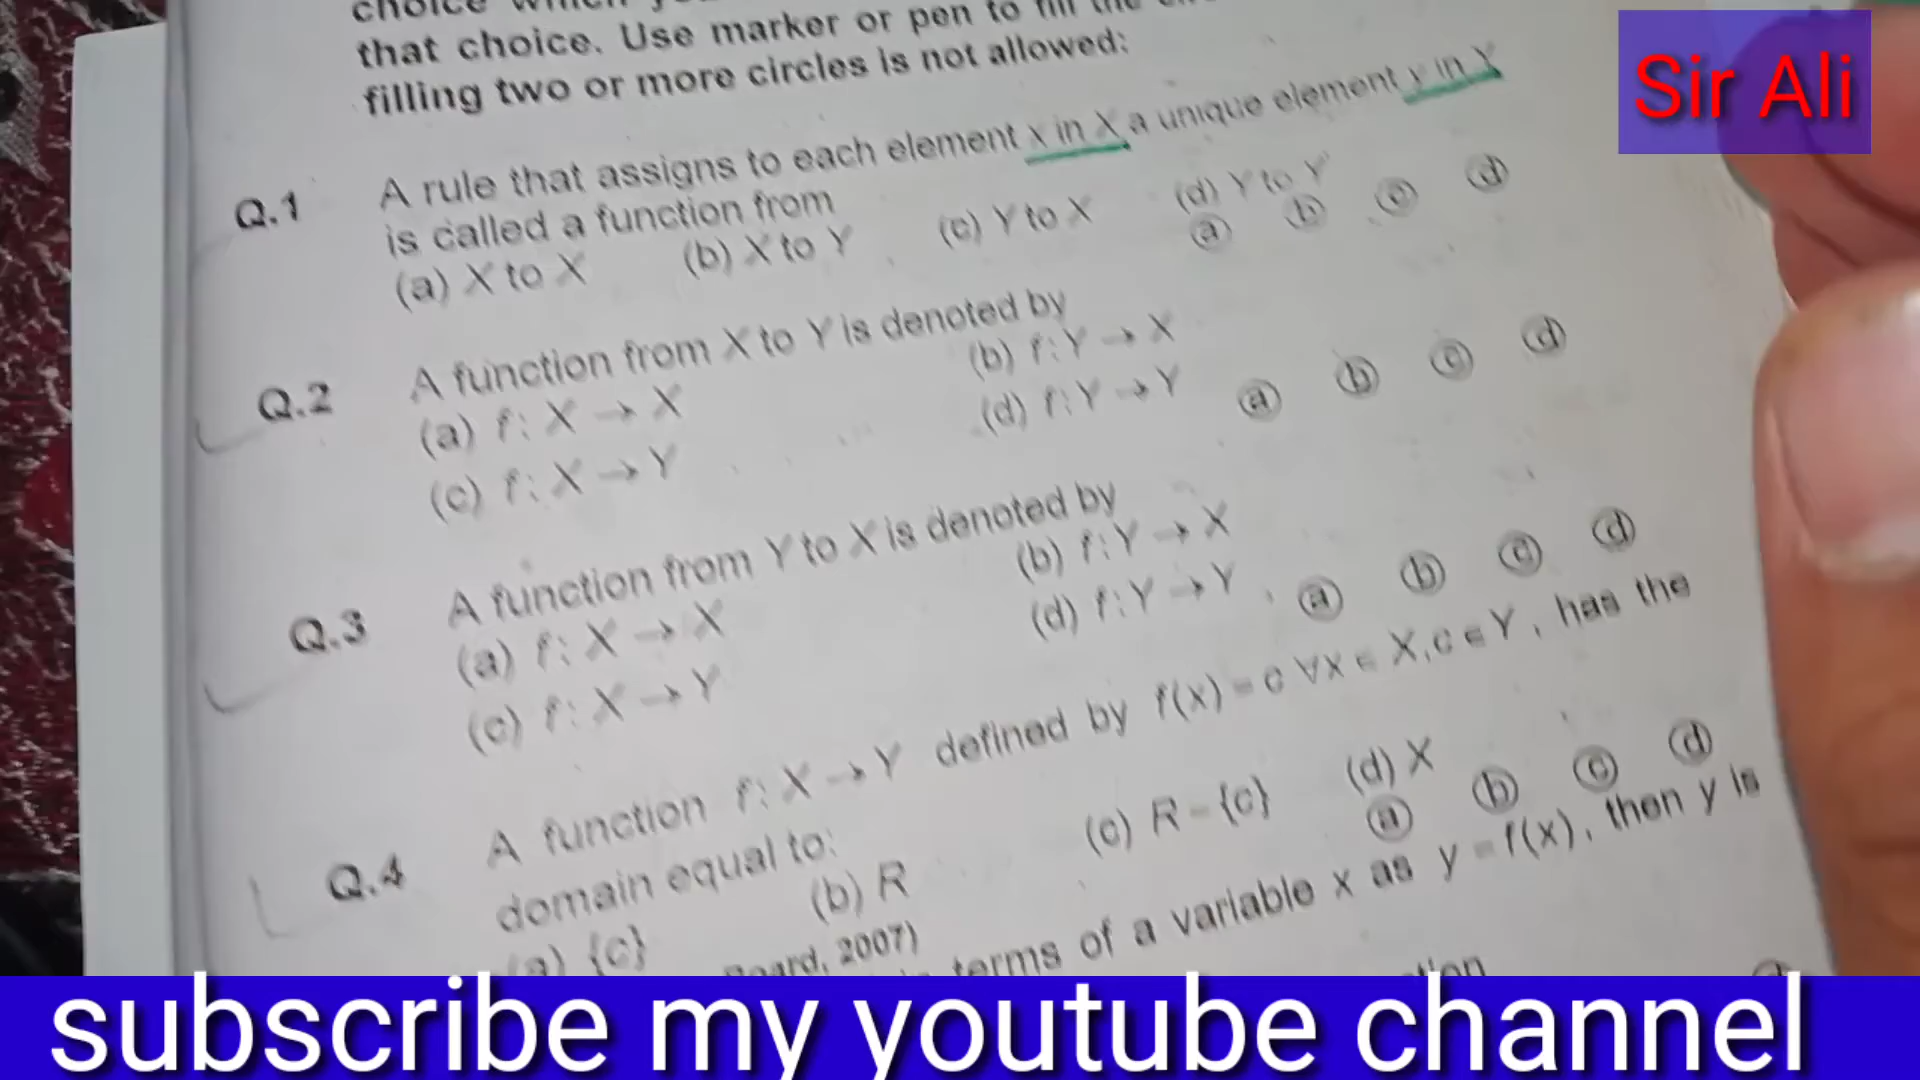 that choice. Use marker or pen to fill the
filling two or more circles is not allowed:
Sir Ali
Q.1 A rule that assigns to each element x in X a unique element y in Y
is called a function from
(a) X to X (b) X to Y (c) Y to X (d) Y to Y
ⓐ ⓑ ⓒ ⓓ
Q.2 A function from X to Y is denoted by
(a) f: X → X (b) f:Y → X
(c) f: X → Y (d) f:Y → Y ⓐ ⓑ ⓒ ⓓ
Q.3 A function from Y to X is denoted by
(a) f: X → X (b) f:Y → X
(c) f: X → Y (d) f:Y → Y ⓐ ⓑ ⓒ ⓓ
Q.4 A function f: X → Y defined by f(x) = c ∀x ∈ X, c ∈ Y, has the
domain equal to:
(a) {c} (b) R (c) R - {c} (d) X
ⓐ ⓑ ⓒ ⓓ
2007)
terms of a variable x as y = f(x), then y is
subscribe my youtube channel